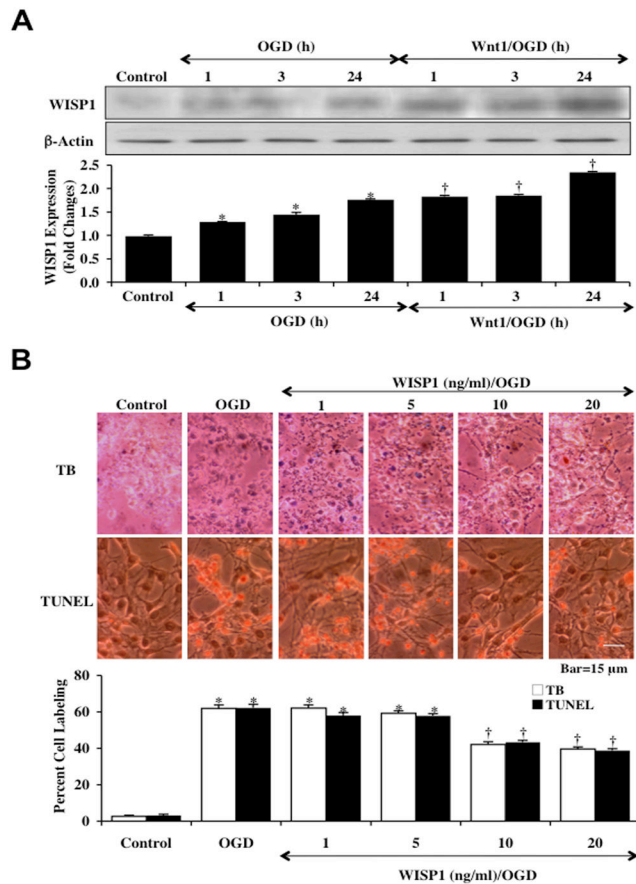 A
OGD (h) Wnt1/OGD (h)
Control 1 3 24 1 3 24
WISP1
β-Actin
WISP1 Expression
(Fold Changes)
2.5
2.0
1.5
1.0
0.5
0.0
* * * † † †
Control 1 3 24 1 3 24
OGD (h) Wnt1/OGD (h)
B
WISP1 (ng/ml)/OGD
Control OGD 1 5 10 20
TB
TUNEL
Bar=15 µm
Percent Cell Labeling
80
60
40
20
0
TB
TUNEL
* * * * * * † † † †
Control OGD 1 5 10 20
WISP1 (ng/ml)/OGD